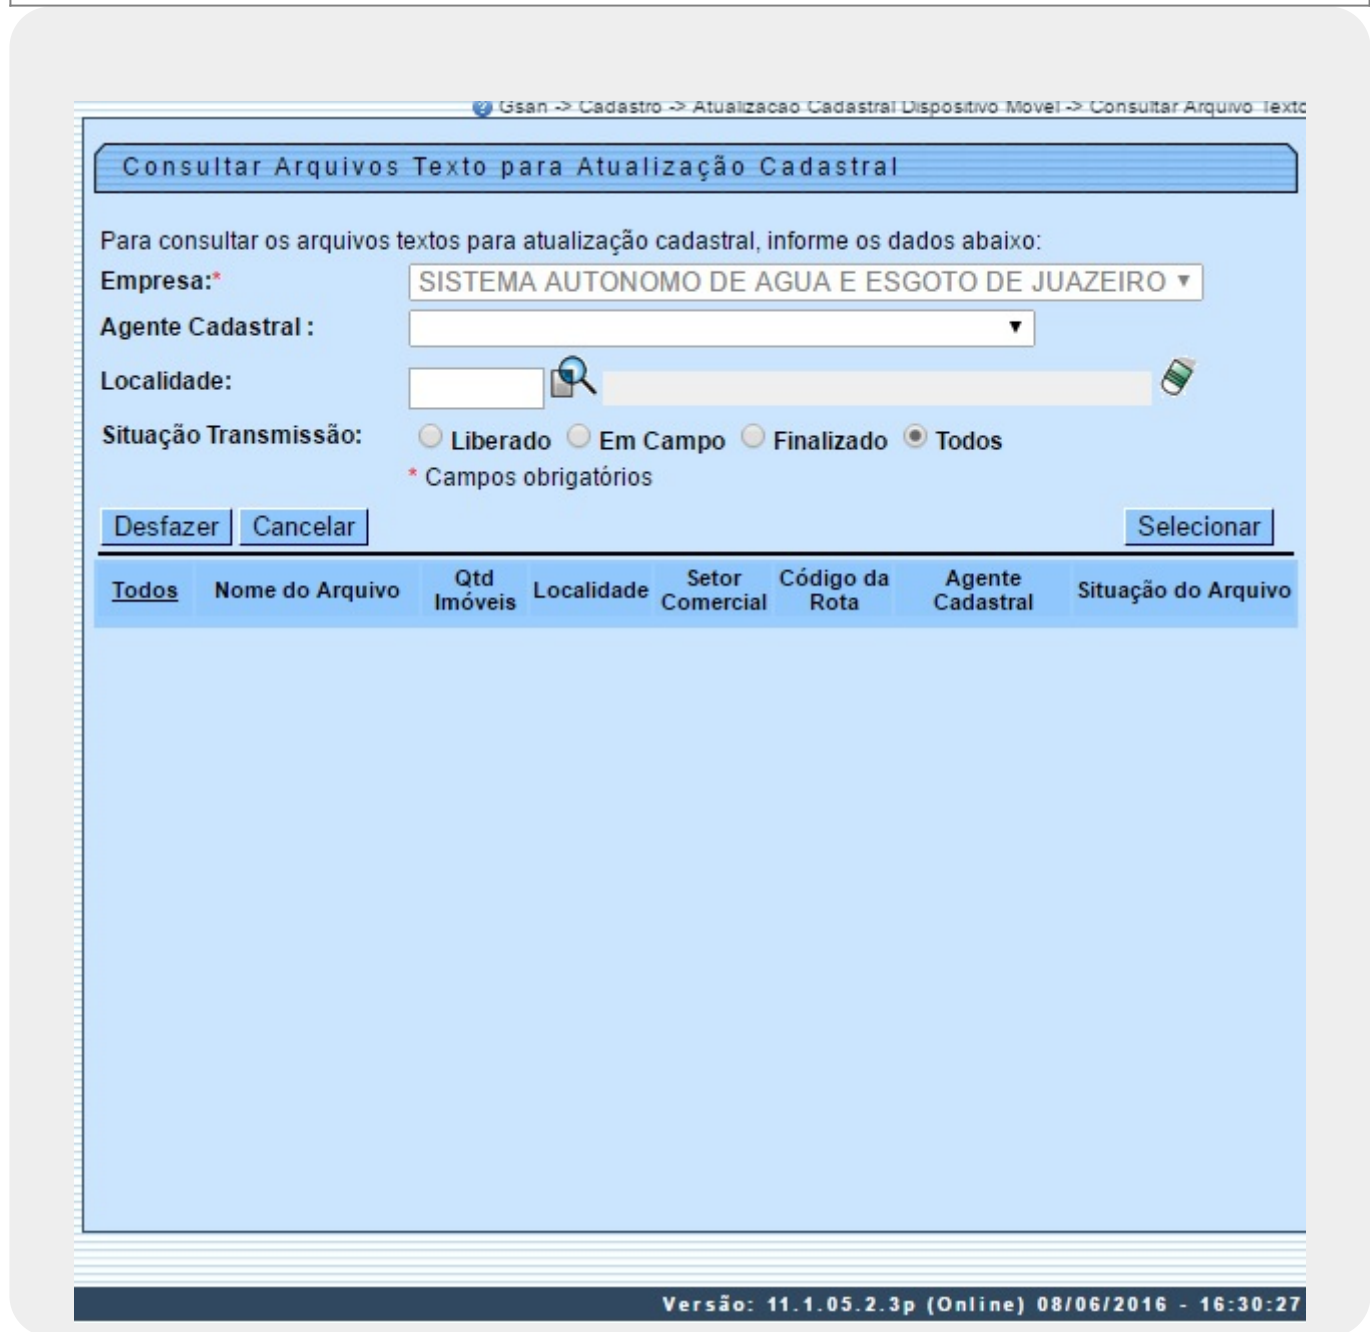 Gsan -> Cadastro -> Atualizacao Cadastral Dispositivo Movel -> Consultar Arquivo Texto
Consultar Arquivos Texto para Atualização Cadastral
Para consultar os arquivos textos para atualização cadastral, informe os dados abaixo:
Empresa:* SISTEMA AUTONOMO DE AGUA E ESGOTO DE JUAZEIRO
Agente Cadastral :
Localidade:
Situação Transmissão: Liberado Em Campo Finalizado Todos
* Campos obrigatórios
Desfazer Cancelar Selecionar
Todos Nome do Arquivo Qtd Imóveis Localidade Setor Comercial Código da Rota Agente Cadastral Situação do Arquivo
Versão: 11.1.05.2.3p (Online) 08/06/2016 - 16:30:27